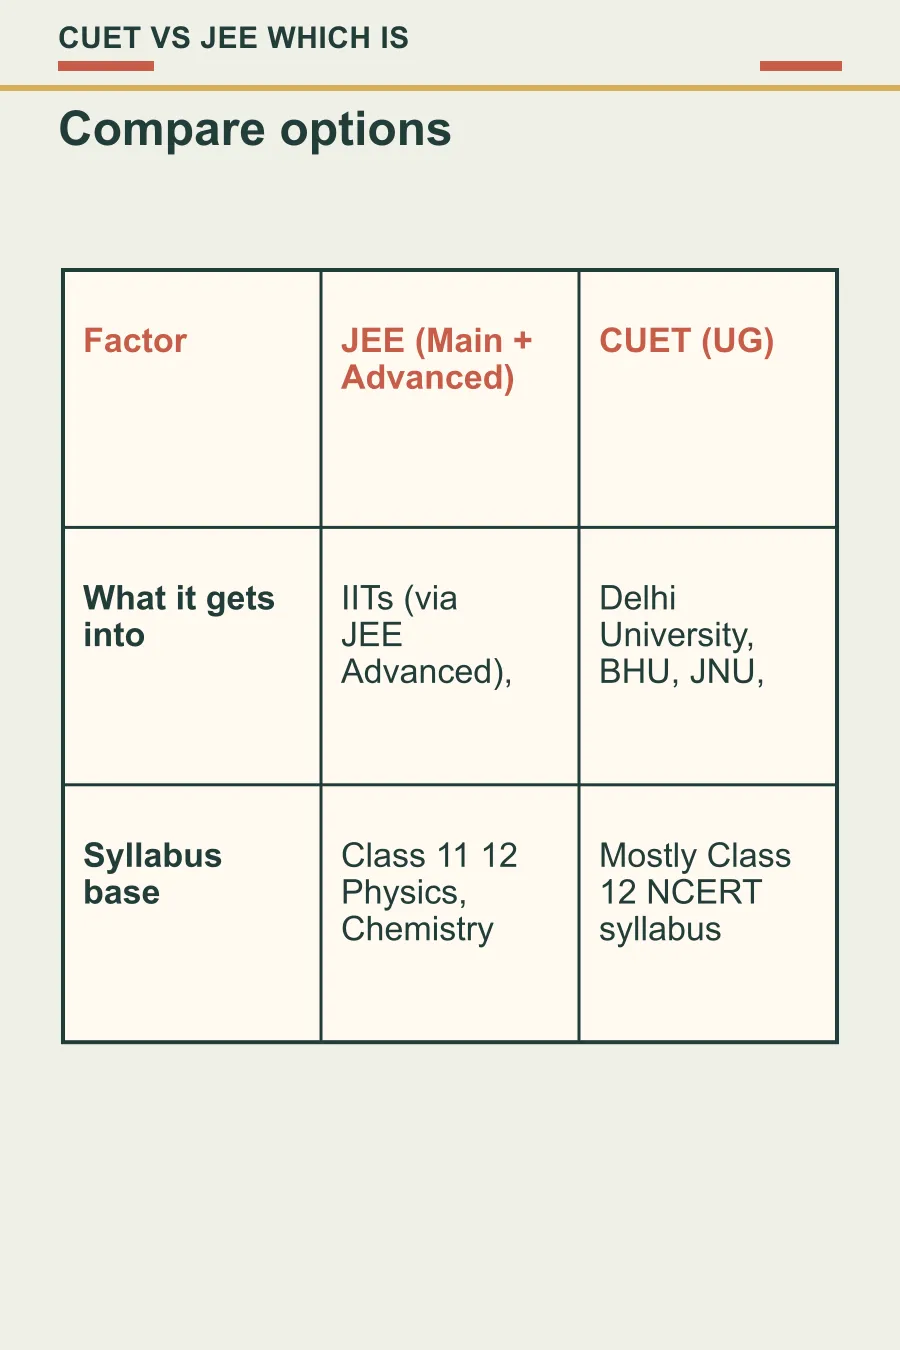 CUET VS JEE WHICH IS
Compare options
Factor
JEE (Main +
Advanced)
CUET (UG)
What it gets
into
IITs (via
JEE
Advanced),
Delhi
University,
BHU, JNU,
Syllabus
base
Class 11 12
Physics,
Chemistry
Mostly Class
12 NCERT
syllabus